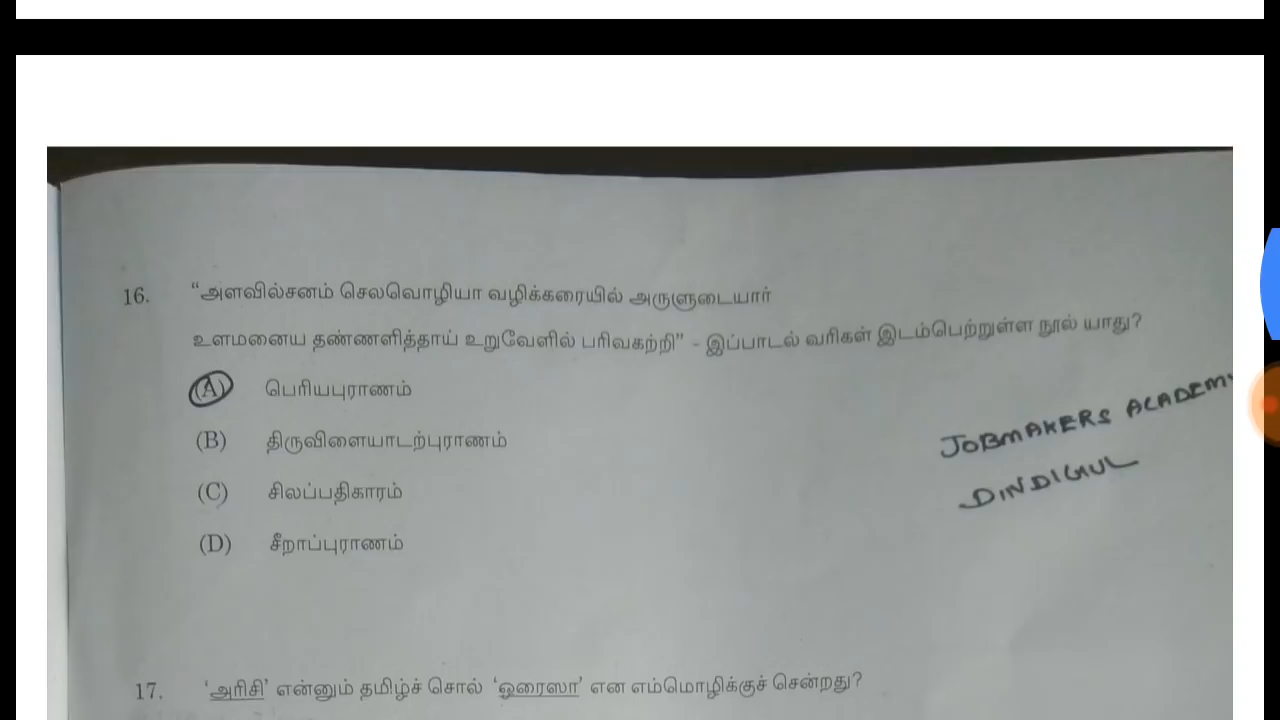 16. “அளவில்சனம் செலவொழியா வழிக்கரையில் அருளுடையார்
உளமனைய தண்ணளித்தாய் உறுவேனில் பரிவகற்றி” - இப்பாடல் வரிகள் இடம்பெற்றுள்ள நூல் யாது?
(A) பெரியபுராணம்
(B) திருவிளையாடற்புராணம்
(C) சிலப்பதிகாரம்
(D) சீறாப்புராணம்
JOBMAKERS ACADEMY
DINDIGUL
17. ‘அரிசி’ என்னும் தமிழ்ச் சொல் ‘ஒரைஸா’ என எம்மொழிக்குச் சென்றது?